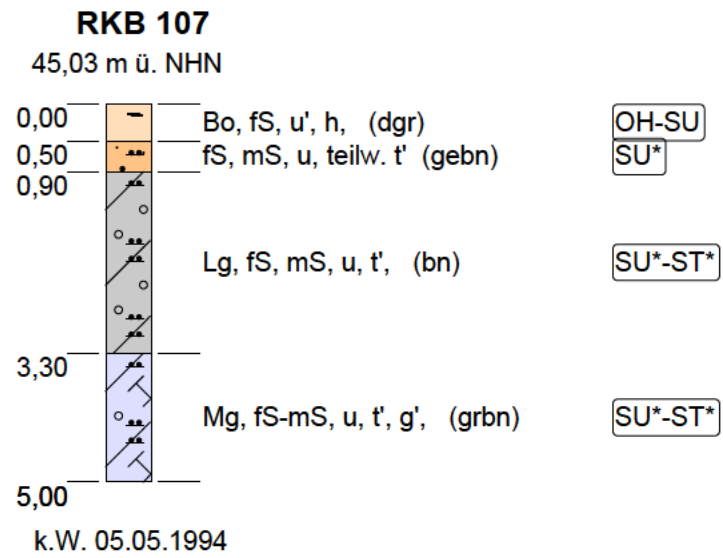 RKB 107
45,03 m ü. NHN
0,00 Bo, fS, u', h, (dgr) OH-SU
0,50 fS, mS, u, teilw. t' (gebn) SU*
0,90
Lg, fS, mS, u, t', (bn) SU*-ST*
3,30
Mg, fS-mS, u, t', g', (grbn) SU*-ST*
5,00
k.W. 05.05.1994